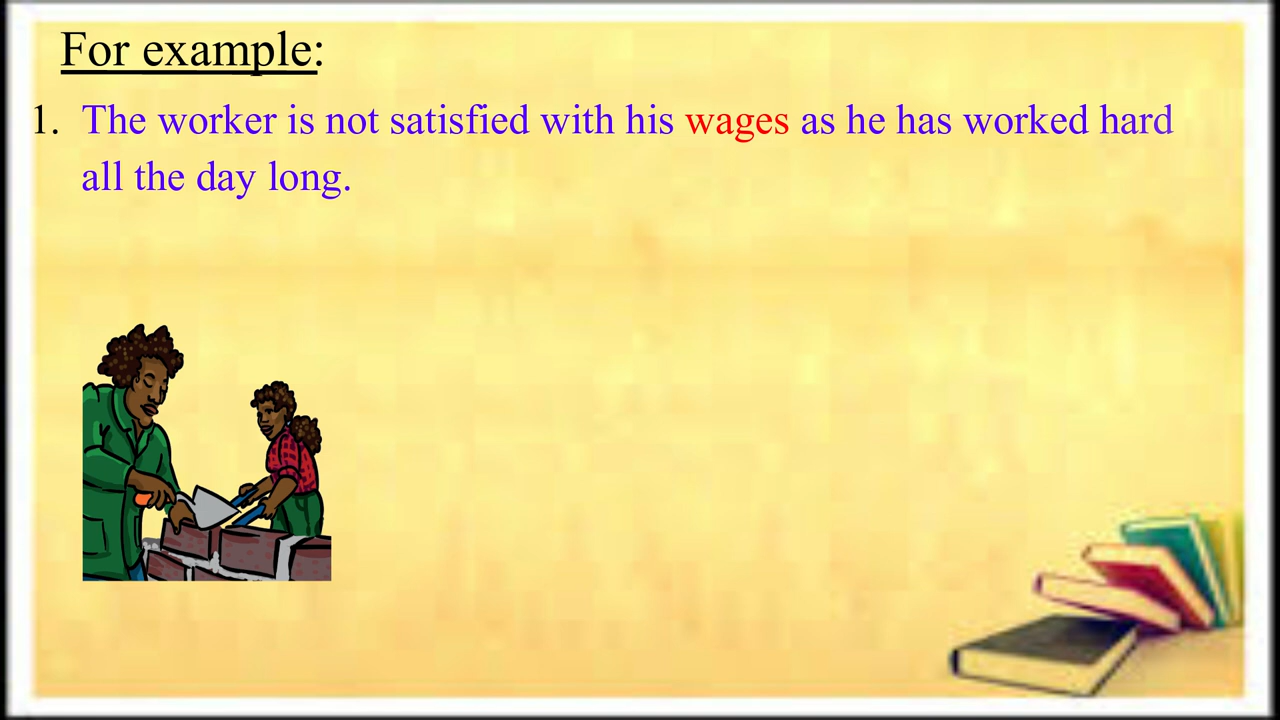 For example:
1. The worker is not satisfied with his wages as he has worked hard
all the day long.